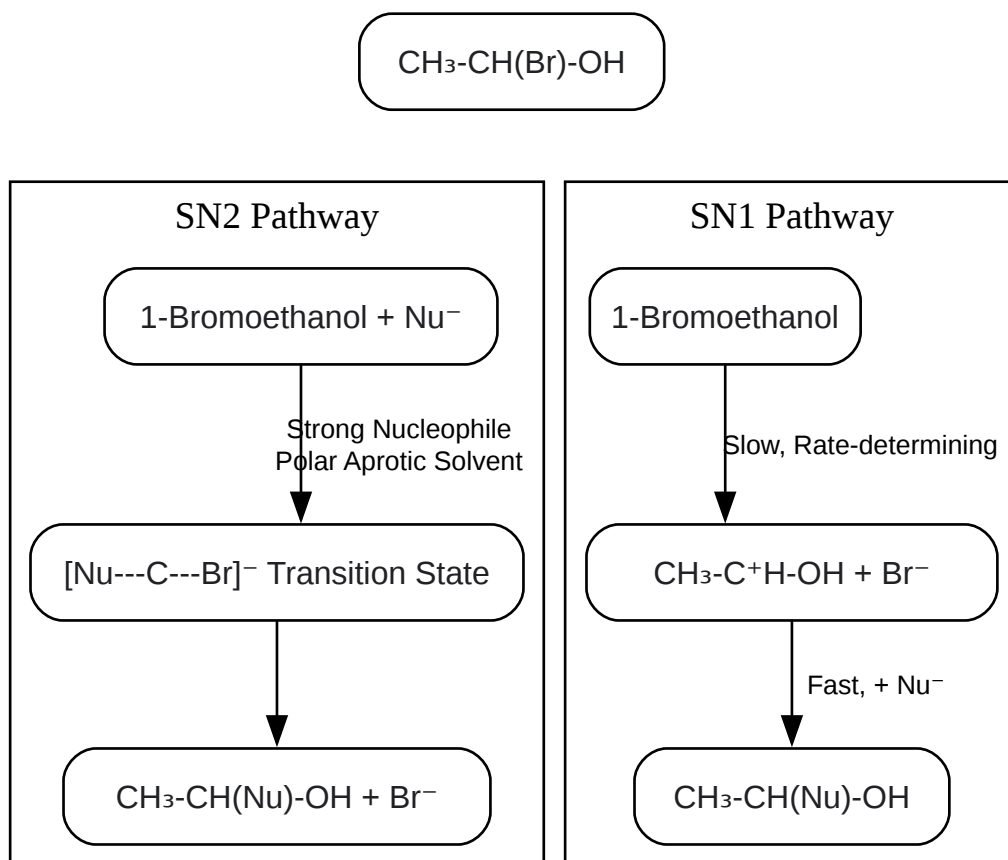 CH₃-CH(Br)-OH
SN2 Pathway
1-Bromoethanol + Nu⁻
Strong Nucleophile
Polar Aprotic Solvent
[Nu---C---Br]⁻ Transition State
CH₃-CH(Nu)-OH + Br⁻
SN1 Pathway
1-Bromoethanol
Slow, Rate-determining
CH₃-C⁺H-OH + Br⁻
Fast, + Nu⁻
CH₃-CH(Nu)-OH